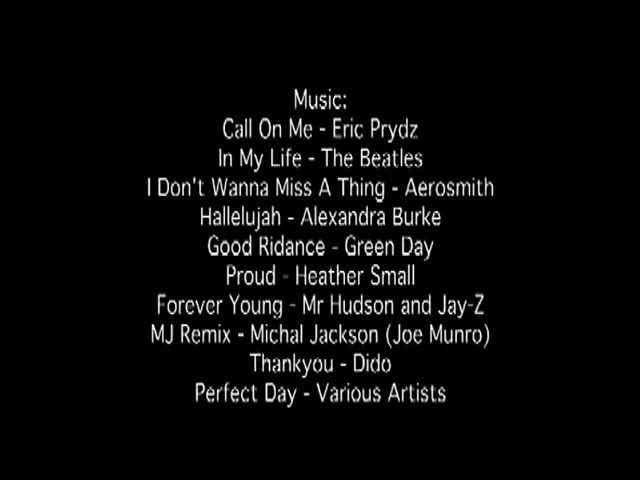 Music:
Call On Me - Eric Prydz
In My Life - The Beatles
I Don't Wanna Miss A Thing - Aerosmith
Hallelujah - Alexandra Burke
Good Ridance - Green Day
Proud - Heather Small
Forever Young - Mr Hudson and Jay-Z
MJ Remix - Michal Jackson (Joe Munro)
Thankyou - Dido
Perfect Day - Various Artists